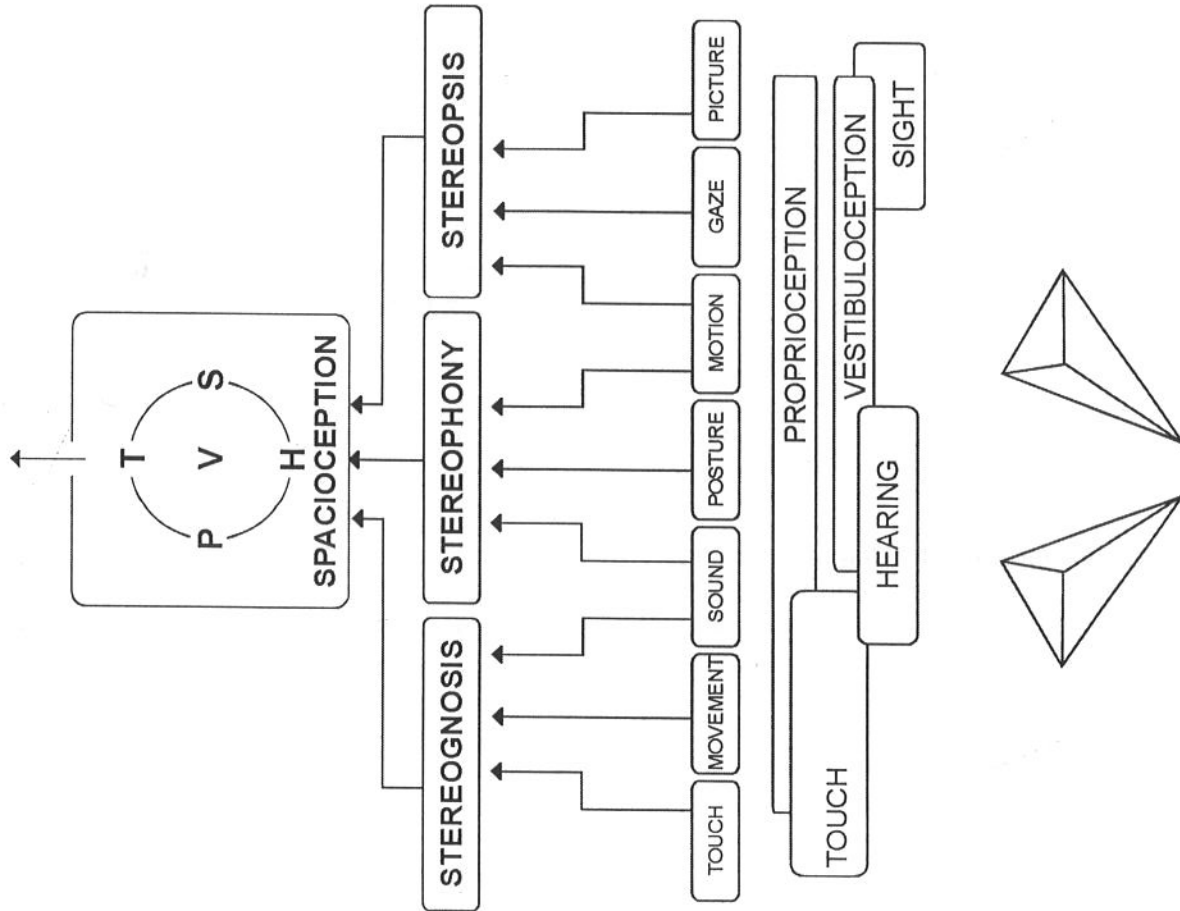 T
P V S
H
SPACIOCEPTION
STEREOGNOSIS
STEREOPHONY
STEREOPSIS
TOUCH
MOVEMENT
SOUND
POSTURE
MOTION
GAZE
PICTURE
PROPRIOCEPTION
VESTIBULOCEPTION
TOUCH
HEARING
SIGHT